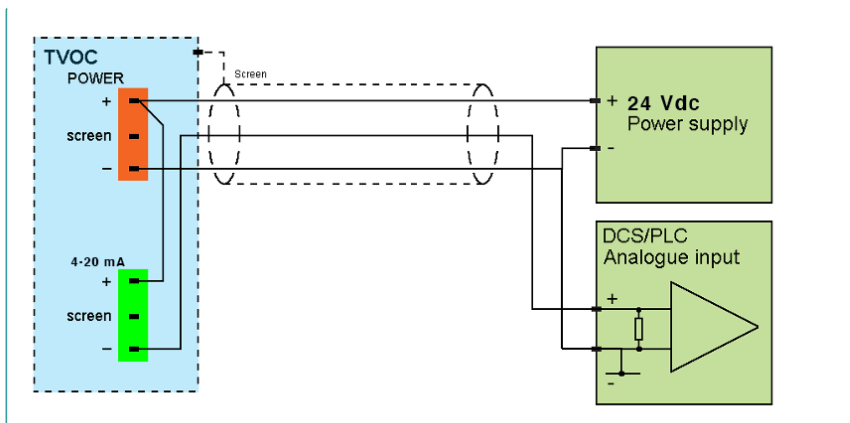 TVOC
POWER
+
screen
−
4-20 mA
+
screen
−
Screen
+ 24 Vdc
Power supply
-
DCS/PLC
Analogue input
+
-